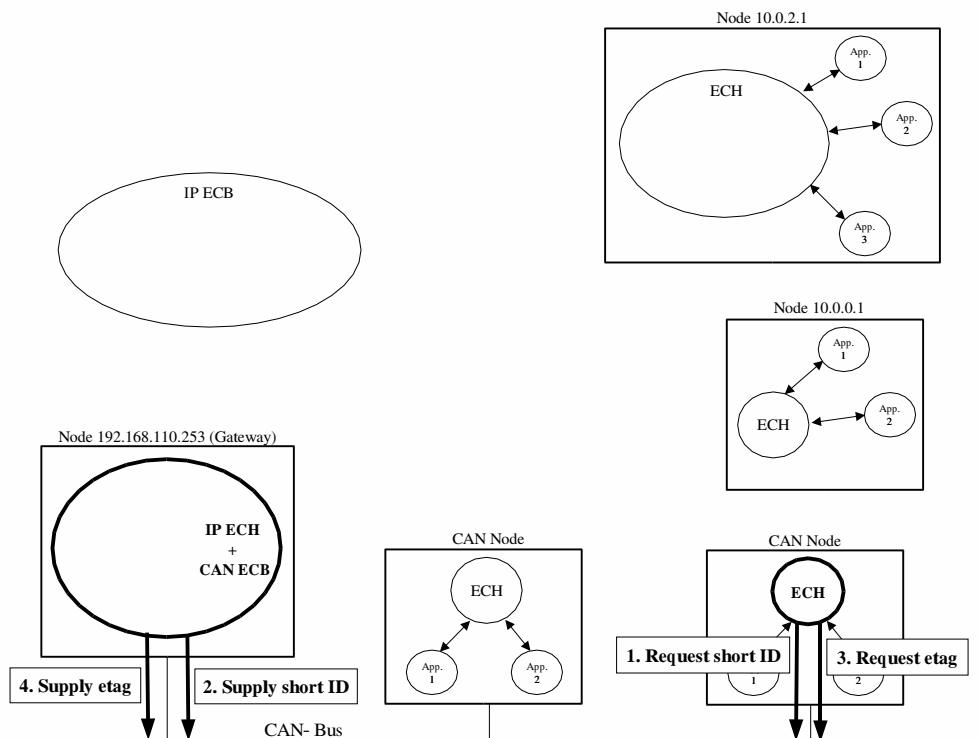 Node 10.0.2.1
ECH
App.
1
App.
2
App.
3
IP ECB
Node 10.0.0.1
App.
1
ECH
App.
2
Node 192.168.110.253 (Gateway)
IP ECH
+
CAN ECB
CAN Node
ECH
App.
1
App.
2
CAN Node
ECH
1. Request short ID
3. Request etag
1
2
4. Supply etag
2. Supply short ID
CAN- Bus